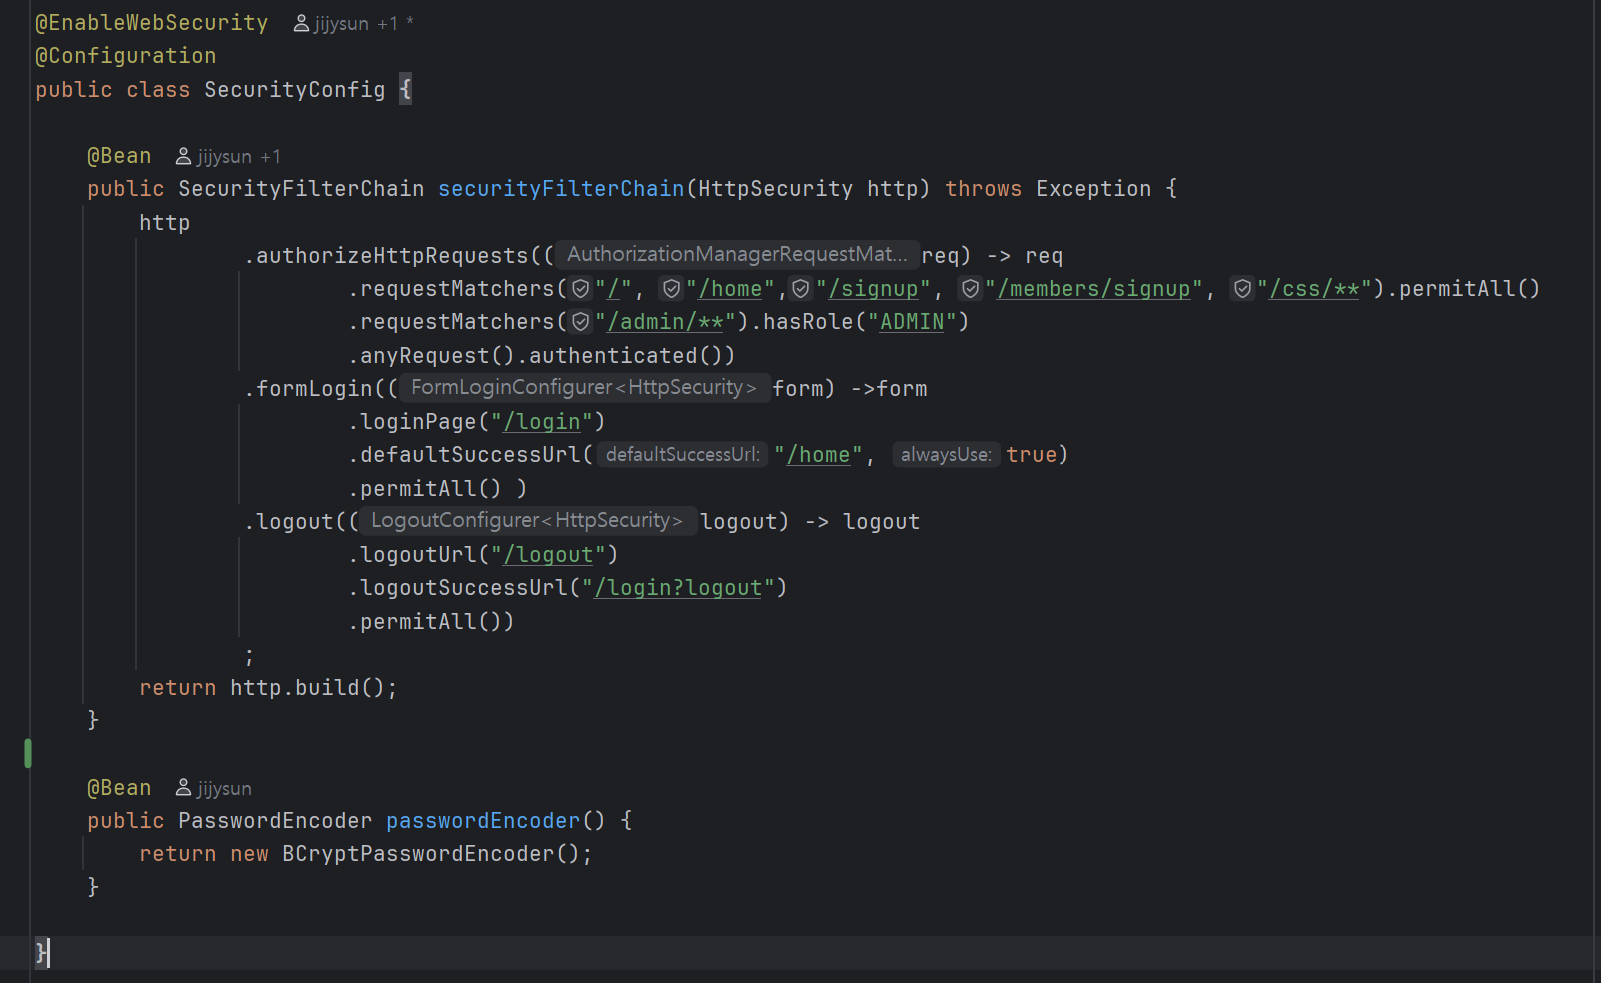 @EnableWebSecurity jijysun +1 *
@Configuration
public class SecurityConfig {
@Bean jijysun +1
public SecurityFilterChain securityFilterChain(HttpSecurity http) throws Exception {
http
.authorizeHttpRequests(( AuthorizationManagerRequestMat... req) -> req
.requestMatchers("/", "/home","/signup", "/members/signup", "/css/**").permitAll()
.requestMatchers("/admin/**").hasRole("ADMIN")
.anyRequest().authenticated())
.formLogin(( FormLoginConfigurer<HttpSecurity> form) ->form
.loginPage("/login")
.defaultSuccessUrl( defaultSuccessUrl: "/home", alwaysUse: true)
.permitAll() )
.logout(( LogoutConfigurer<HttpSecurity> logout) -> logout
.logoutUrl("/logout")
.logoutSuccessUrl("/login?logout")
.permitAll())
;
return http.build();
}
@Bean jijysun
public PasswordEncoder passwordEncoder() {
return new BCryptPasswordEncoder();
}
}